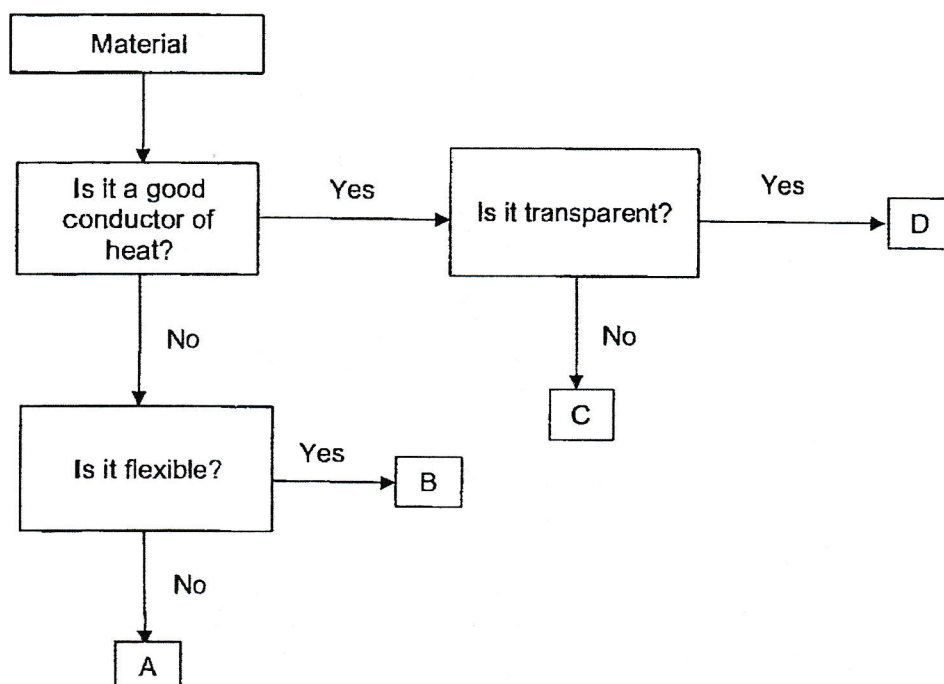 Material
Is it a good
conductor of
heat?
Yes
Is it transparent?
Yes
D
No
No
C
Is it flexible?
Yes
B
No
A